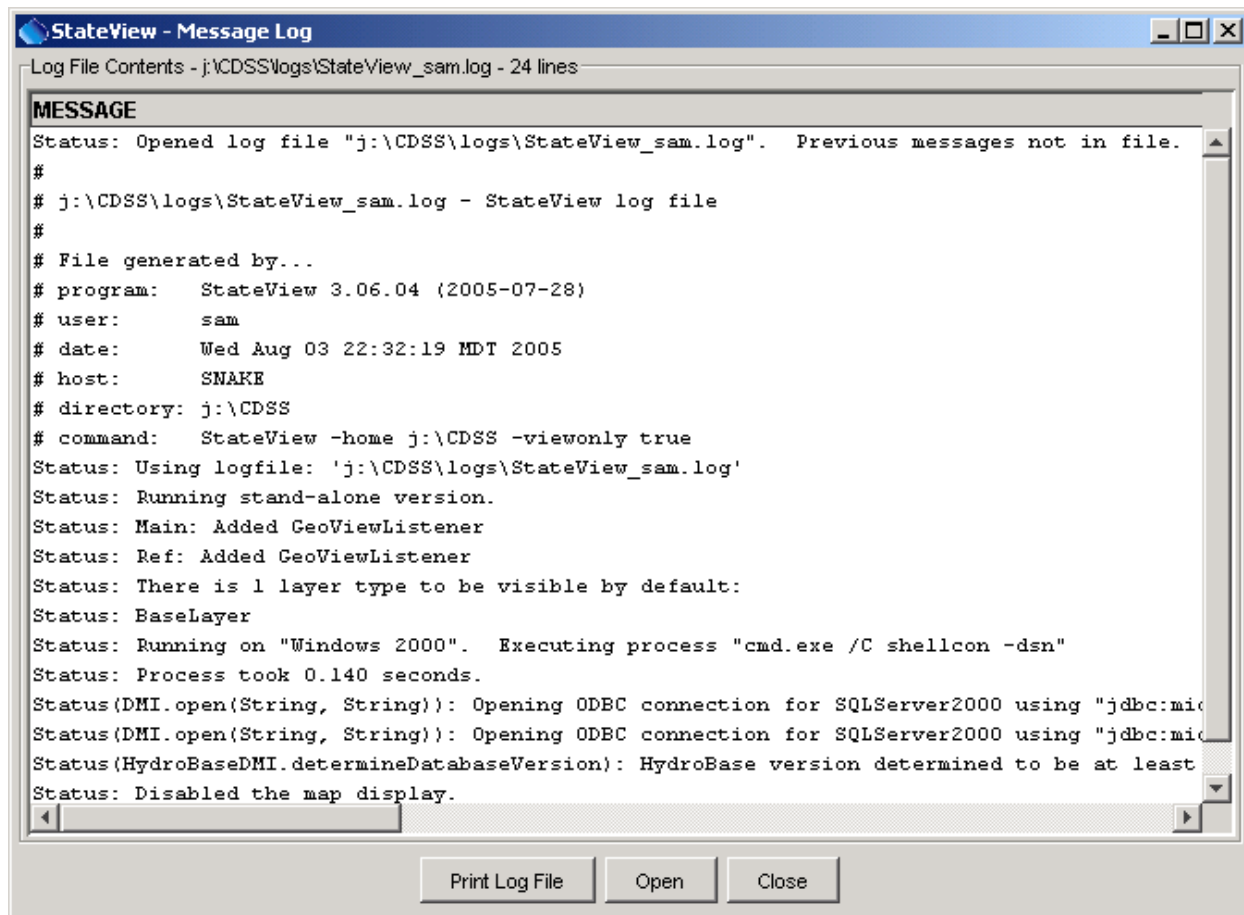 StateView - Message Log
Log File Contents - j:\CDSS\logs\StateView_sam.log - 24 lines
MESSAGE
Status: Opened log file "j:\CDSS\logs\StateView_sam.log".  Previous messages not in file.
#
# j:\CDSS\logs\StateView_sam.log - StateView log file
#
# File generated by...
# program:   StateView 3.06.04 (2005-07-28)
# user:      sam
# date:      Wed Aug 03 22:32:19 MDT 2005
# host:      SNAKE
# directory: j:\CDSS
# command:   StateView -home j:\CDSS -viewonly true
Status: Using logfile: 'j:\CDSS\logs\StateView_sam.log'
Status: Running stand-alone version.
Status: Main: Added GeoViewListener
Status: Ref: Added GeoViewListener
Status: There is 1 layer type to be visible by default:
Status: BaseLayer
Status: Running on "Windows 2000".  Executing process "cmd.exe /C shellcon -dsn"
Status: Process took 0.140 seconds.
Status(DMI.open(String, String)): Opening ODBC connection for SQLServer2000 using "jdbc:mic
Status(DMI.open(String, String)): Opening ODBC connection for SQLServer2000 using "jdbc:mic
Status(HydroBaseDMI.determineDatabaseVersion): HydroBase version determined to be at least
Status: Disabled the map display.
Print Log File Open Close